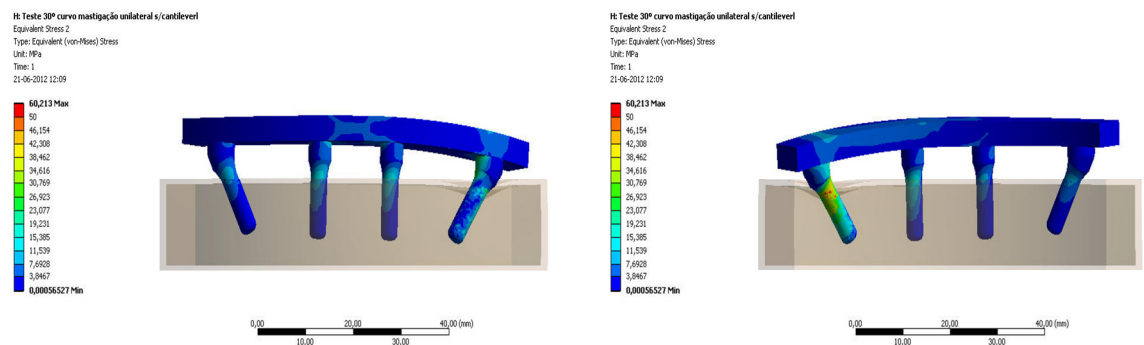 H: Teste 30º curvo mastigação unilateral s/cantileverl
Equivalent Stress 2
Type: Equivalent (von-Mises) Stress
Unit: MPa
Time: 1
21-06-2012 12:09
60,213 Max
50
46,154
42,308
38,462
34,616
30,769
26,923
23,077
19,231
15,385
11,539
7,6928
3,8467
0,00056527 Min
0,00 20,00 40,00 (mm)
10,00 30,00
H: Teste 30º curvo mastigação unilateral s/cantileverl
Equivalent Stress 2
Type: Equivalent (von-Mises) Stress
Unit: MPa
Time: 1
21-06-2012 12:09
60,213 Max
50
46,154
42,308
38,462
34,616
30,769
26,923
23,077
19,231
15,385
11,539
7,6928
3,8467
0,00056527 Min
0,00 20,00 40,00 (mm)
10,00 30,00